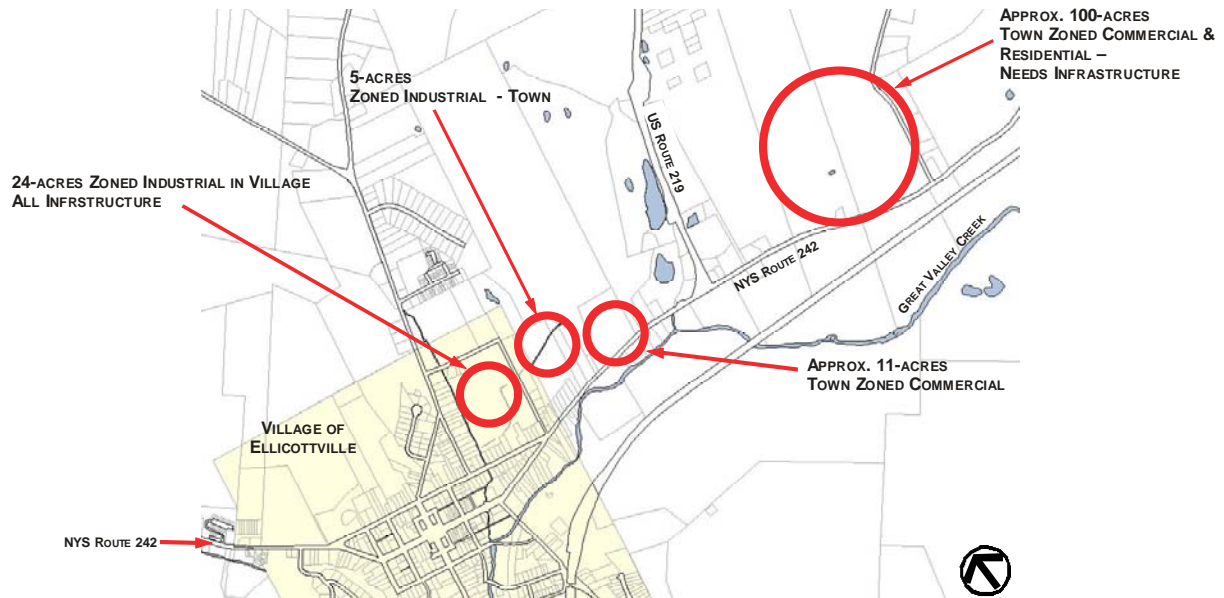 APPROX. 100-ACRES
TOWN ZONED COMMERCIAL &
RESIDENTIAL –
NEEDS INFRASTRUCTURE
5-ACRES
ZONED INDUSTRIAL - TOWN
US ROUTE 219
24-ACRES ZONED INDUSTRIAL IN VILLAGE
ALL INFRSTRUCTURE
NYS ROUTE 242
GREAT VALLEY CREEK
APPROX. 11-ACRES
TOWN ZONED COMMERCIAL
VILLAGE OF
ELLICOTTVILLE
NYS ROUTE 242